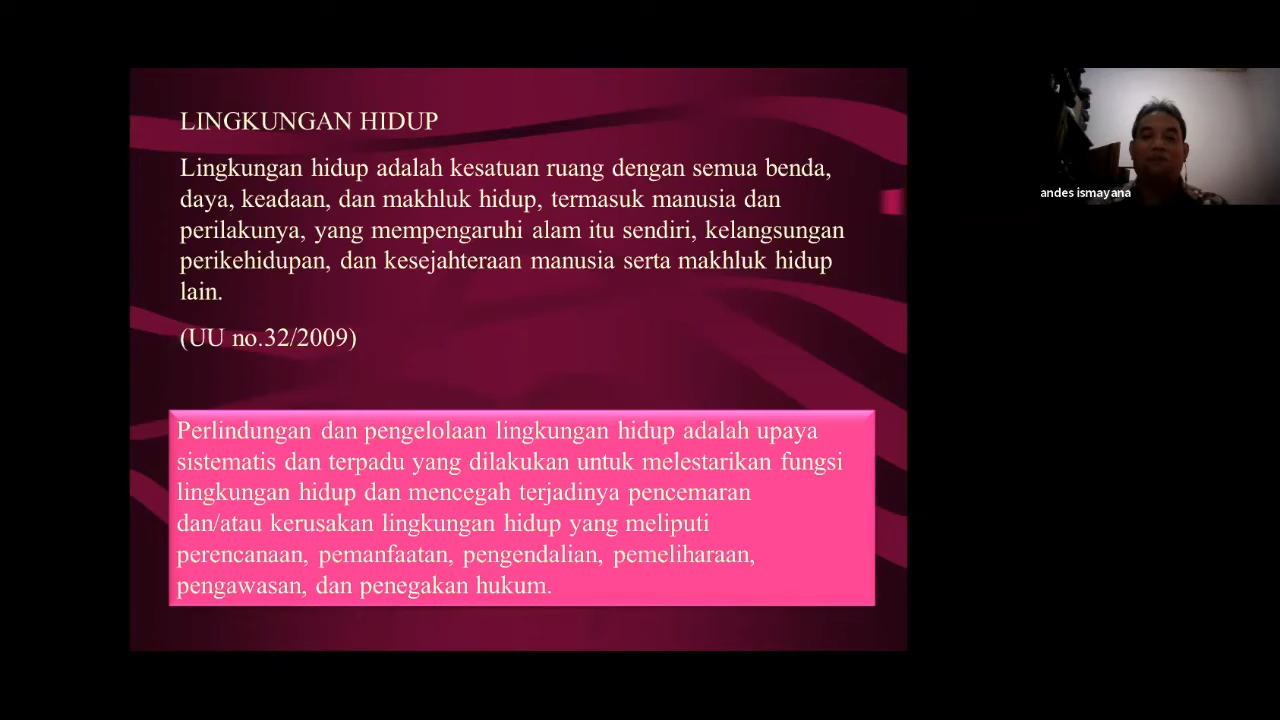 LINGKUNGAN HIDUP
Lingkungan hidup adalah kesatuan ruang dengan semua benda,
daya, keadaan, dan makhluk hidup, termasuk manusia dan
perilakunya, yang mempengaruhi alam itu sendiri, kelangsungan
perikehidupan, dan kesejahteraan manusia serta makhluk hidup
lain.
(UU no.32/2009)
Perlindungan dan pengelolaan lingkungan hidup adalah upaya
sistematis dan terpadu yang dilakukan untuk melestarikan fungsi
lingkungan hidup dan mencegah terjadinya pencemaran
dan/atau kerusakan lingkungan hidup yang meliputi
perencanaan, pemanfaatan, pengendalian, pemeliharaan,
pengawasan, dan penegakan hukum.
andes ismayana